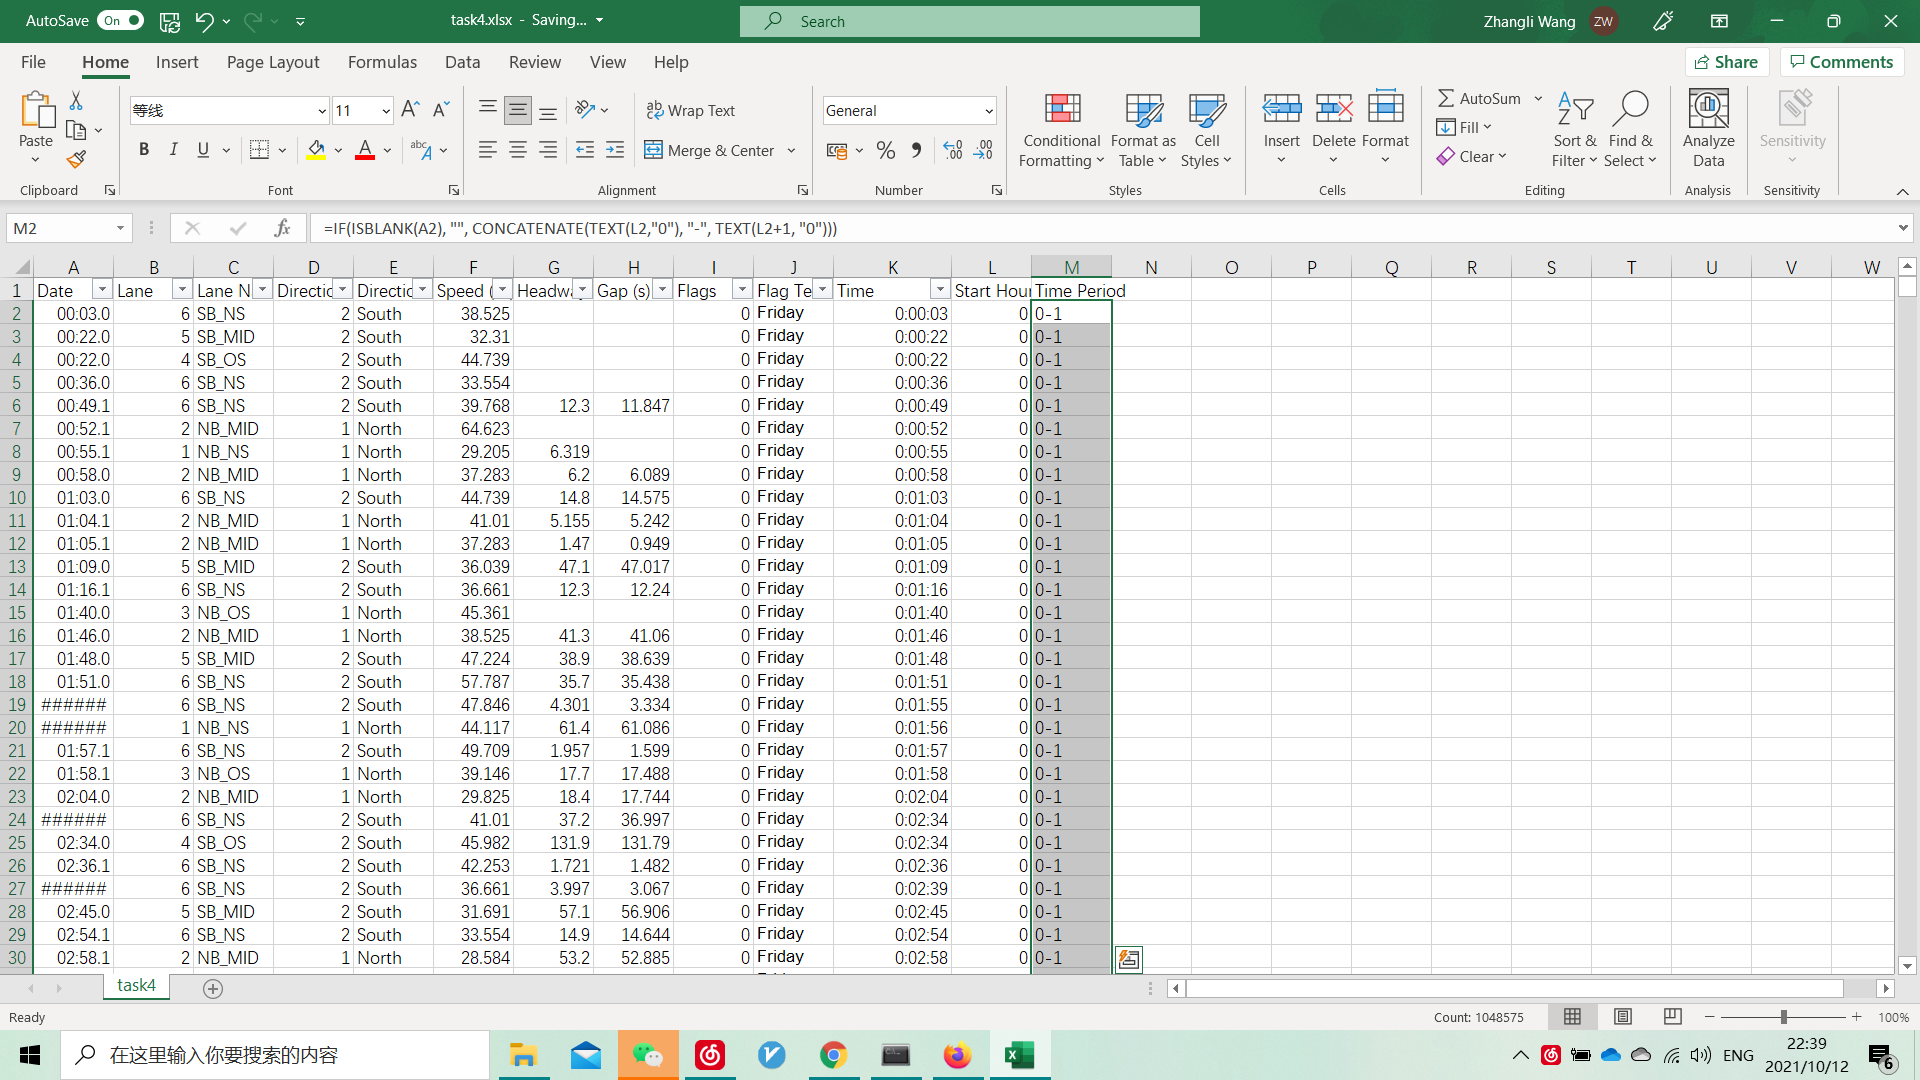 AutoSave On task4.xlsx - Saving... Search Zhangli Wang ZW
File Home Insert Page Layout Formulas Data Review View Help Share Comments
等线 11 Wrap Text General AutoSum
Paste Conditional Format as Cell Insert Delete Format Fill Sort & Find & Analyze Sensitivity
B I U A Merge & Center % Formatting Table Styles Clear Filter Select Data
Clipboard Font Alignment Number Styles Cells Editing Analysis Sensitivity
M2 fx =IF(ISBLANK(A2), "", CONCATENATE(TEXT(L2,"0"), "-", TEXT(L2+1, "0")))
A B C D E F G H I J K L M N O P Q R S T U V W
1 Date Lane Lane N Directio Directio Speed ( Headwa Gap (s) Flags Flag Te Time Start Hour Time Period
2 00:03.0 6 SB_NS 2 South 38.525 0 Friday 0:00:03 0 0-1
3 00:22.0 5 SB_MID 2 South 32.31 0 Friday 0:00:22 0 0-1
4 00:22.0 4 SB_OS 2 South 44.739 0 Friday 0:00:22 0 0-1
5 00:36.0 6 SB_NS 2 South 33.554 0 Friday 0:00:36 0 0-1
6 00:49.1 6 SB_NS 2 South 39.768 12.3 11.847 0 Friday 0:00:49 0 0-1
7 00:52.1 2 NB_MID 1 North 64.623 0 Friday 0:00:52 0 0-1
8 00:55.1 1 NB_NS 1 North 29.205 6.319 0 Friday 0:00:55 0 0-1
9 00:58.0 2 NB_MID 1 North 37.283 6.2 6.089 0 Friday 0:00:58 0 0-1
10 01:03.0 6 SB_NS 2 South 44.739 14.8 14.575 0 Friday 0:01:03 0 0-1
11 01:04.1 2 NB_MID 1 North 41.01 5.155 5.242 0 Friday 0:01:04 0 0-1
12 01:05.1 2 NB_MID 1 North 37.283 1.47 0.949 0 Friday 0:01:05 0 0-1
13 01:09.0 5 SB_MID 2 South 36.039 47.1 47.017 0 Friday 0:01:09 0 0-1
14 01:16.1 6 SB_NS 2 South 36.661 12.3 12.24 0 Friday 0:01:16 0 0-1
15 01:40.0 3 NB_OS 1 North 45.361 0 Friday 0:01:40 0 0-1
16 01:46.0 2 NB_MID 1 North 38.525 41.3 41.06 0 Friday 0:01:46 0 0-1
17 01:48.0 5 SB_MID 2 South 47.224 38.9 38.639 0 Friday 0:01:48 0 0-1
18 01:51.0 6 SB_NS 2 South 57.787 35.7 35.438 0 Friday 0:01:51 0 0-1
19 ###### 6 SB_NS 2 South 47.846 4.301 3.334 0 Friday 0:01:55 0 0-1
20 ###### 1 NB_NS 1 North 44.117 61.4 61.086 0 Friday 0:01:56 0 0-1
21 01:57.1 6 SB_NS 2 South 49.709 1.957 1.599 0 Friday 0:01:57 0 0-1
22 01:58.1 3 NB_OS 1 North 39.146 17.7 17.488 0 Friday 0:01:58 0 0-1
23 02:04.0 2 NB_MID 1 North 29.825 18.4 17.744 0 Friday 0:02:04 0 0-1
24 ###### 6 SB_NS 2 South 41.01 37.2 36.997 0 Friday 0:02:34 0 0-1
25 02:34.0 4 SB_OS 2 South 45.982 131.9 131.79 0 Friday 0:02:34 0 0-1
26 02:36.1 6 SB_NS 2 South 42.253 1.721 1.482 0 Friday 0:02:36 0 0-1
27 ###### 6 SB_NS 2 South 36.661 3.997 3.067 0 Friday 0:02:39 0 0-1
28 02:45.0 5 SB_MID 2 South 31.691 57.1 56.906 0 Friday 0:02:45 0 0-1
29 02:54.1 6 SB_NS 2 South 33.554 14.9 14.644 0 Friday 0:02:54 0 0-1
30 02:58.1 2 NB_MID 1 North 28.584 53.2 52.885 0 Friday 0:02:58 0 0-1
task4
Ready Count: 1048575 100%
在这里输入你要搜索的内容 ENG 22:39
2021/10/12 6